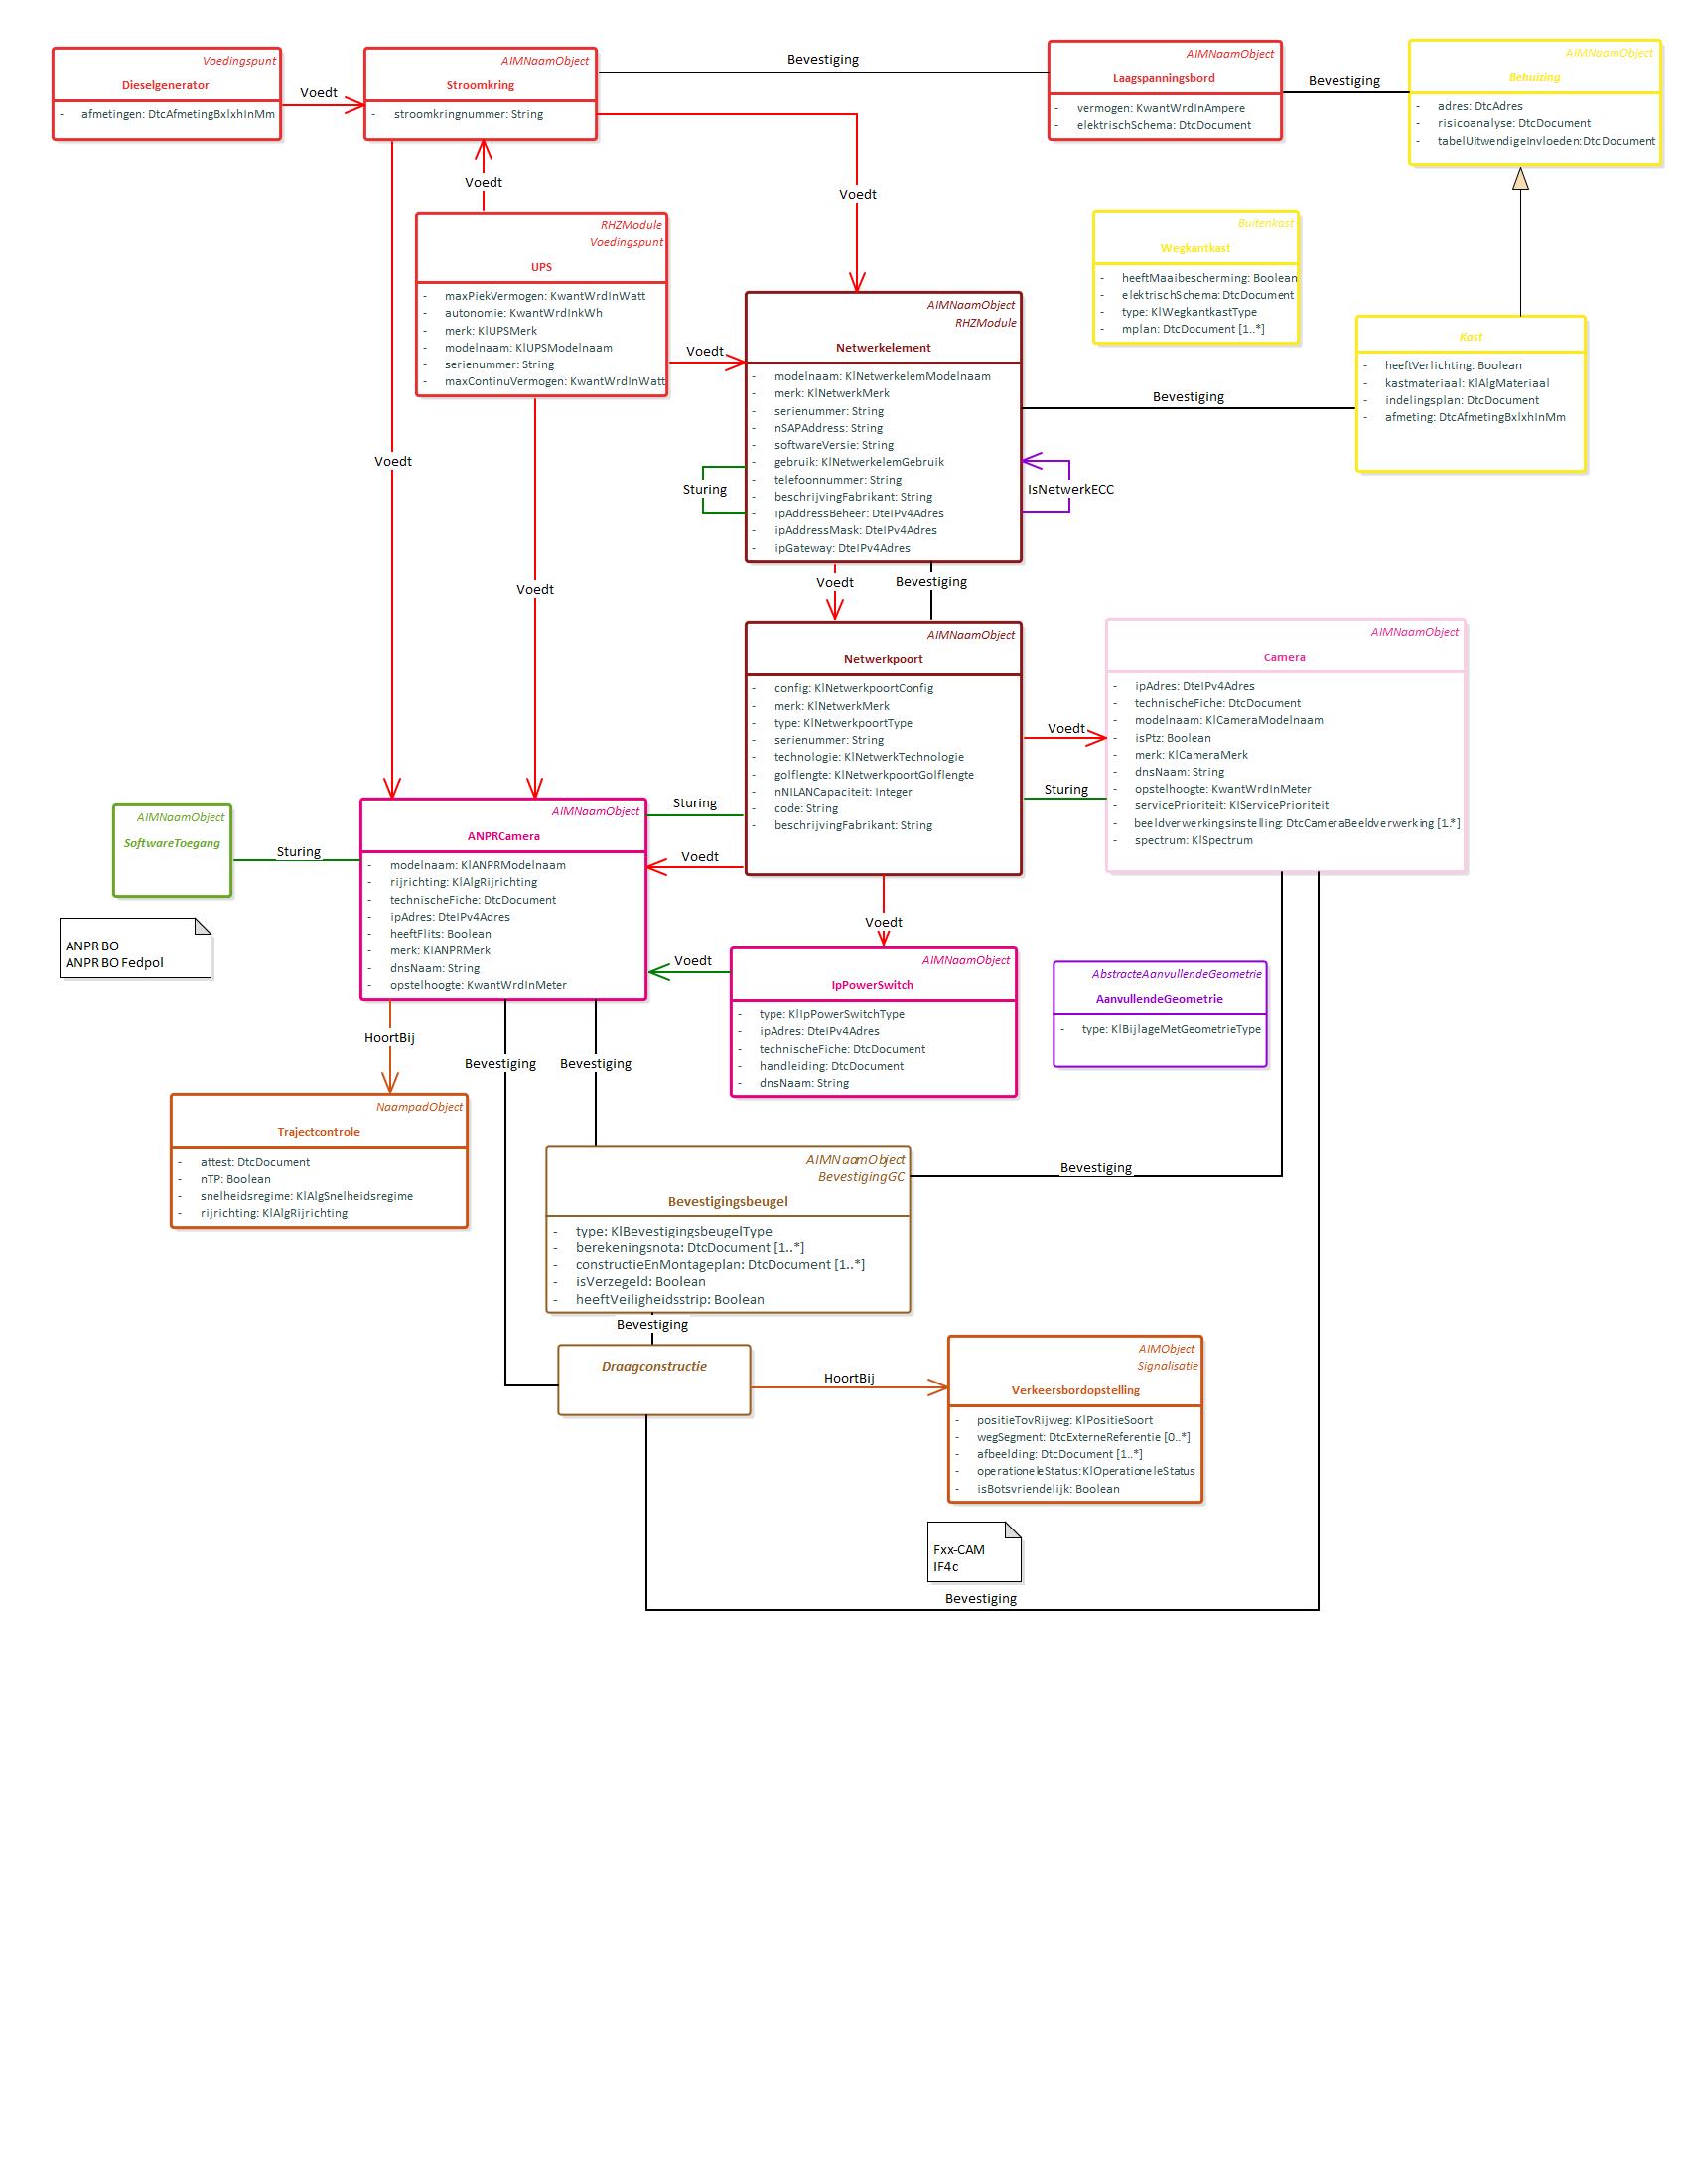 Voedingspunt
Dieselgenerator
- afmetingen: DtcAfmetingBxlxhInMm
Voedt
AIMNaamObject
Stroomkring
- stroomkringnummer: String
Bevestiging
AIMNaamObject
Laagspanningsbord
- vermogen: KwantWrdInAmpere
- elektrischSchema: DtcDocument
Bevestiging
AIMNaamObject
Behuizing
- adres: DtcAdres
- risicoanalyse: DtcDocument
- tabelUitwendigeInvloeden: DtcDocument
Voedt
Voedt
RHZModule
Voedingspunt
UPS
- maxPiekVermogen: KwantWrdInWatt
- autonomie: KwantWrdInkWh
- merk: KlUPSMerk
- modelnaam: KlUPSModelnaam
- serienummer: String
- maxContinuVermogen: KwantWrdInWatt
Buitenkast
Wegkantkast
- heeftMaaibescherming: Boolean
- elektrischSchema: DtcDocument
- type: KlWegkantkastType
- mplan: DtcDocument [1..*]
Voedt
AIMNaamObject
RHZModule
Netwerkelement
- modelnaam: KlNetwerkelemModelnaam
- merk: KlNetwerkMerk
- serienummer: String
- nSAPAddress: String
- softwareVersie: String
- gebruik: KlNetwerkelemGebruik
- telefoonnummer: String
- beschrijvingFabrikant: String
- ipAddressBeheer: DteIPv4Adres
- ipAddressMask: DteIPv4Adres
- ipGateway: DteIPv4Adres
Kast
- heeftVerlichting: Boolean
- kastmateriaal: KlAlgMateriaal
- indelingsplan: DtcDocument
- afmeting: DtcAfmetingBxlxhInMm
Bevestiging
Voedt
Sturing
IsNetwerkECC
Voedt
Voedt
Bevestiging
AIMNaamObject
Netwerkpoort
- config: KlNetwerkpoortConfig
- merk: KlNetwerkMerk
- type: KlNetwerkpoortType
- serienummer: String
- technologie: KlNetwerkTechnologie
- golflengte: KlNetwerkpoortGolflengte
- nNILANCapaciteit: Integer
- code: String
- beschrijvingFabrikant: String
Voedt
Sturing
AIMNaamObject
Camera
- ipAdres: DteIPv4Adres
- technischeFiche: DtcDocument
- modelnaam: KlCameraModelnaam
- isPtz: Boolean
- merk: KlCameraMerk
- dnsNaam: String
- opstelhoogte: KwantWrdInMeter
- servicePrioriteit: KlServicePrioriteit
- beeldverwerkingsinstelling: DtcCameraBeeldverwerking [1..*]
- spectrum: KlSpectrum
AIMNaamObject
SoftwareToegang
Sturing
AIMNaamObject
ANPRCamera
- modelnaam: KlANPRModelnaam
- rijrichting: KlAlgRijrichting
- technischeFiche: DtcDocument
- ipAdres: DteIPv4Adres
- heeftFlits: Boolean
- merk: KlANPRMerk
- dnsNaam: String
- opstelhoogte: KwantWrdInMeter
Sturing
Voedt
Voedt
ANPR BO
ANPR BO Fedpol
Voedt
AIMNaamObject
IpPowerSwitch
- type: KlIpPowerSwitchType
- ipAdres: DteIPv4Adres
- technischeFiche: DtcDocument
- handleiding: DtcDocument
- dnsNaam: String
AbstracteAanvullendeGeometrie
AanvullendeGeometrie
- type: KlBijlageMetGeometrieType
HoortBij
Bevestiging
Bevestiging
NaampadObject
Trajectcontrole
- attest: DtcDocument
- nTP: Boolean
- snelheidsregime: KlAlgSnelheidsregime
- rijrichting: KlAlgRijrichting
AIMNaamObject
BevestigingGC
Bevestigingsbeugel
- type: KlBevestigingsbeugelType
- berekeningsnota: DtcDocument [1..*]
- constructieEnMontageplan: DtcDocument [1..*]
- isVerzegeld: Boolean
- heeftVeiligheidsstrip: Boolean
Bevestiging
Bevestiging
Draagconstructie
HoortBij
AIMObject
Signalisatie
Verkeersbordopstelling
- positieTovRijweg: KlPositieSoort
- wegSegment: DtcExterneReferentie [0..*]
- afbeelding: DtcDocument [1..*]
- operationeleStatus: KlOperationeleStatus
- isBotsvriendelijk: Boolean
Fxx-CAM
IF4c
Bevestiging